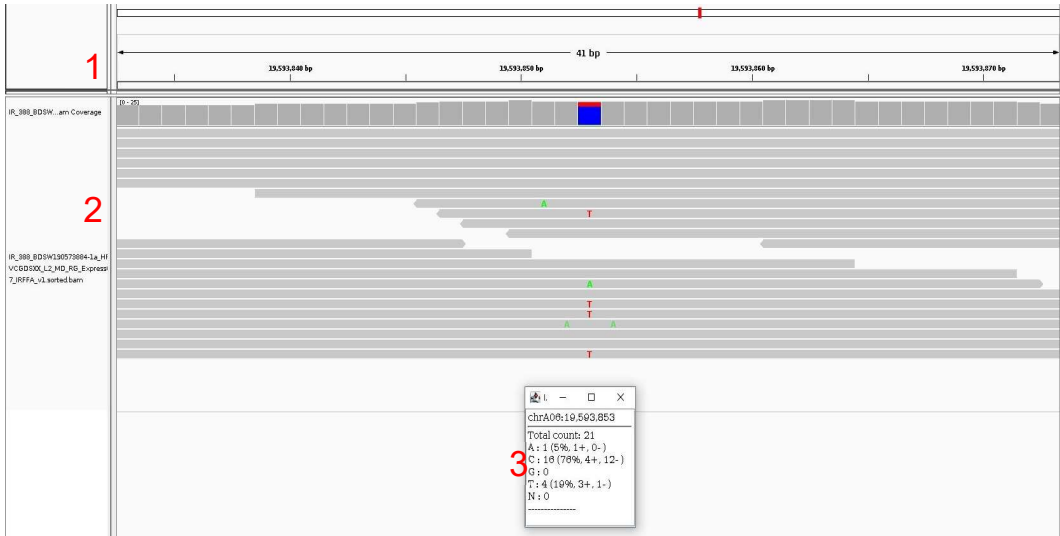 1
41 bp
19,593,840 bp 19,593,850 bp 19,593,860 bp 19,593,870 bp
[0 - 25]
IR_388_BDSW...am Coverage
2
A
T
IR_388_BDSW190573884-1a_HF
VCGDSXX_L2_MD_RG_Express
7_IRFFA_v1.sorted.bam
A
T
T
A A
T
3
chrA06:19,593,853
Total count: 21
A : 1 (5%, 1+, 0-)
C : 16 (76%, 4+, 12-)
G : 0
T : 4 (19%, 3+, 1-)
N : 0
---------------